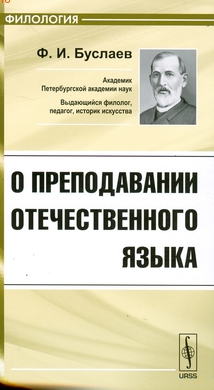 ФИЛОЛОГИЯ
Ф. И. Буслаев
Академик
Петербургской академии наук
Выдающийся филолог,
педагог, историк искусства
О ПРЕПОДАВАНИИ
ОТЕЧЕСТВЕННОГО
ЯЗЫКА
URSS